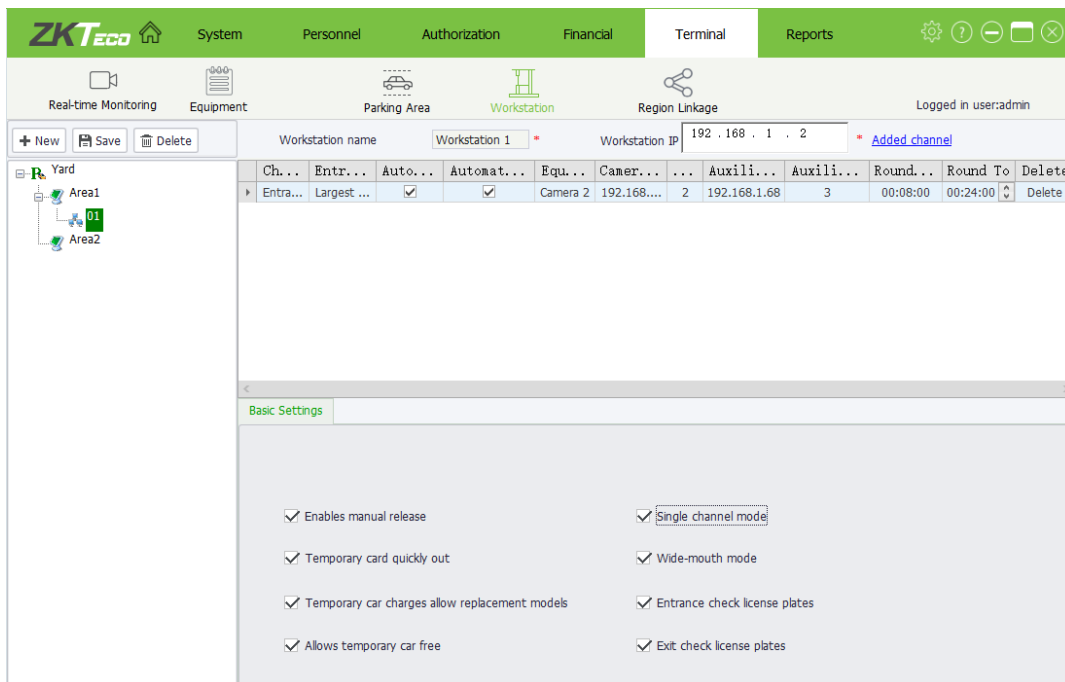 ZKTeco System Personnel Authorization Financial Terminal Reports
Real-time Monitoring Equipment Parking Area Workstation Region Linkage Logged in user:admin
New Save Delete Workstation name Workstation 1 * Workstation IP 192 . 168 . 1 . 2 * Added channel
Yard
Area1
01
Area2
Ch... Entr... Auto... Automat... Equ... Camer... ... Auxili... Auxili... Round... Round To Delete
Entra... Largest ... Camera 2 192.168.... 2 192.168.1.68 3 00:08:00 00:24:00 Delete
Basic Settings
Enables manual release Single channel mode
Temporary card quickly out Wide-mouth mode
Temporary car charges allow replacement models Entrance check license plates
Allows temporary car free Exit check license plates